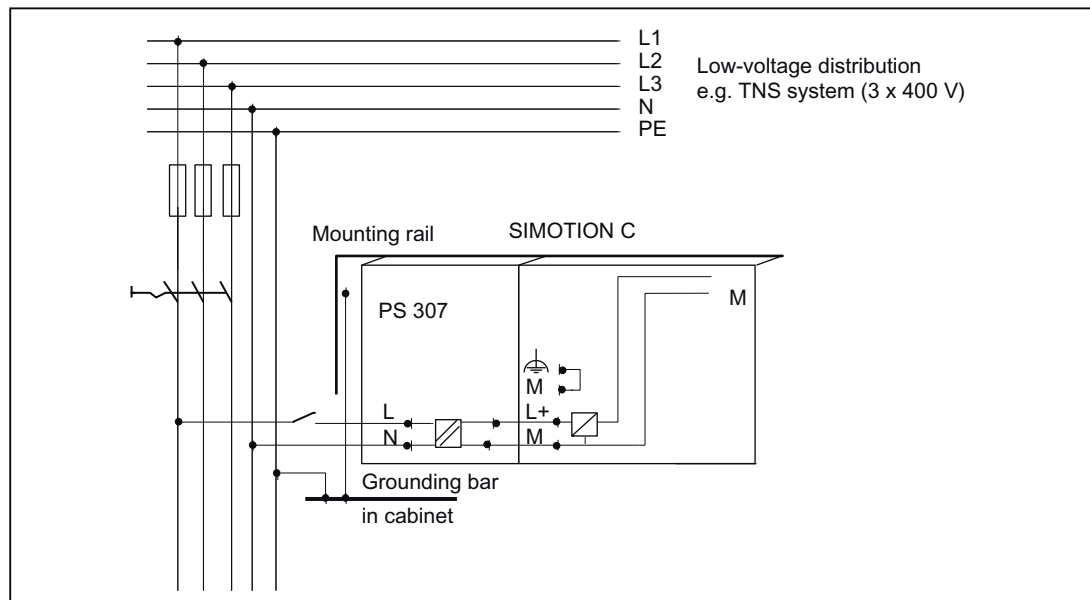 L1
L2
L3
N
PE
Low-voltage distribution
e.g. TNS system (3 x 400 V)
Mounting rail
SIMOTION C
PS 307
M
M
L
L+
N
M
Grounding bar
in cabinet